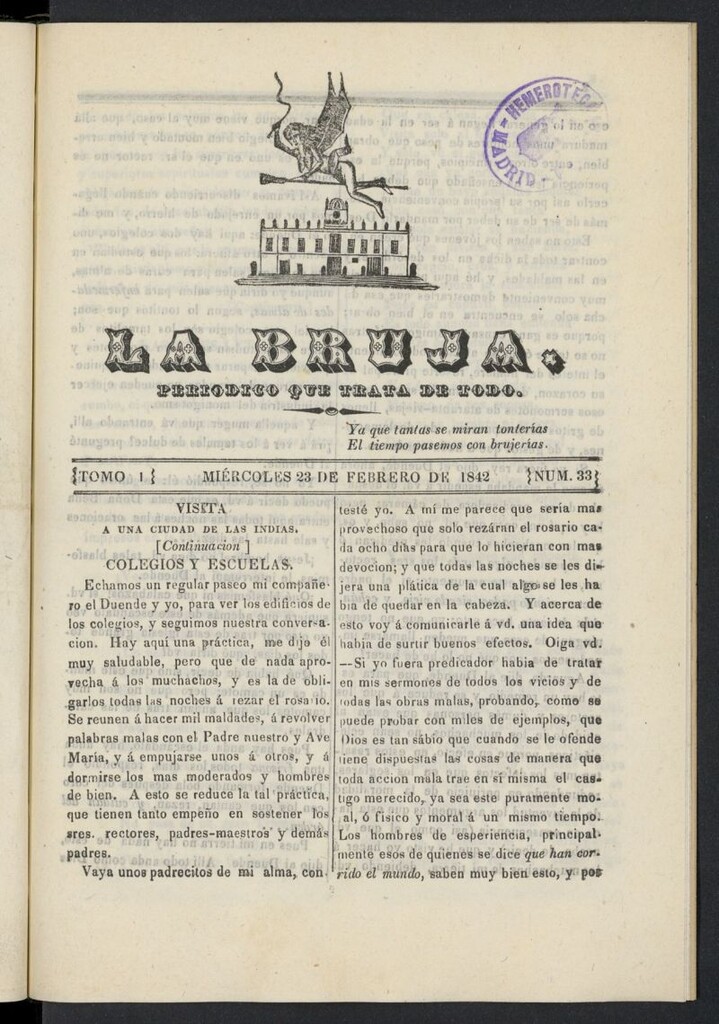 HEMEROTECA
MADRID
LA BRUJA.
PERIODICO QUE TRATA DE TODO.
Ya que tantas se miran tonterías
El tiempo pasemos con brujerías.
TOMO I
MIÉRCOLES 23 DE FEBRERO DE 1842
NUM. 33
VISITA
A UNA CIUDAD DE LAS INDIAS.
[Continuacion]
COLEGIOS Y ESCUELAS.
Echamos un regular paseo mi compañe-
ro el Duende y yo, para ver los edificios de
los colegios, y seguimos nuestra convers-
acion. Hay aquí una práctica, me dijo él
muy saludable, pero que de nada apro-
vecha á los muchachos, y es la de obli-
garlos todas las noches á rezar el rosario.
Se reunen á hacer mil maldades, á revolver
palabras malas con el Padre nuestro y Ave
María, y á empujarse unos á otros, y á
dormirse los mas moderados y hombres
de bien. A esto se reduce la tal práctica,
que tienen tanto empeño en sostener los
sres. rectores, padres-maestros y demás
padres.
Vaya unos padrecitos de mi alma, con-
testé yo. A mí me parece que sería mas
provechoso que solo rezáran el rosario ca-
da ocho dias para que lo hicieran con mas
devocion; y que todas las noches se les di-
jera una plática de la cual algo se les ha
bia de quedar en la cabeza. Y acerca de
esto voy á comunicarle á vd. una idea que
habia de surtir buenos efectos. Oiga vd.
—Si yo fuera predicador habia de tratar
en mis sermones de todos los vicios y de
todas las obras malas, probando, como se
puede probar con miles de ejemplos, que
Dios es tan sábio que cuando se le ofende
tiene dispuestas las cosas de manera que
toda accion mala trae en sí misma el cas-
tigo merecido, ya sea este puramente mo-
al, ó físico y moral á un mismo tiempo.
Los hombres de esperiencia, principal-
mente esos de quienes se dice que han cor-
rido el mundo, saben muy bien esto, y por